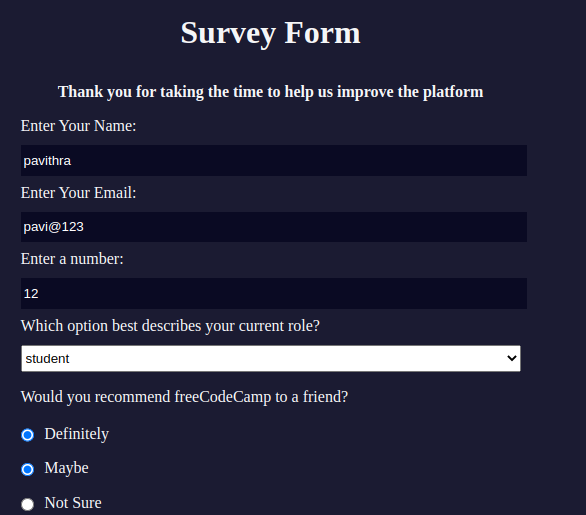 Survey Form
Thank you for taking the time to help us improve the platform
Enter Your Name:
pavithra
Enter Your Email:
pavi@123
Enter a number:
12
Which option best describes your current role?
student
Would you recommend freeCodeCamp to a friend?
Definitely
Maybe
Not Sure